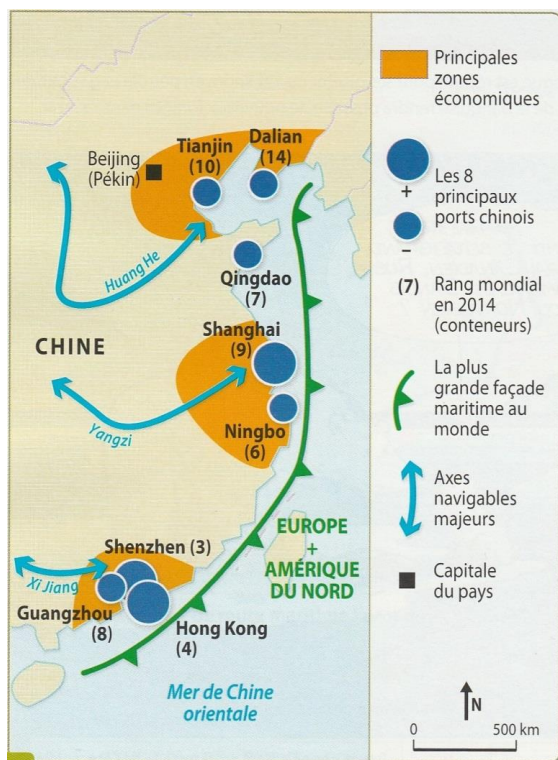 Beijing
(Pékin)
Tianjin
(10)
Dalian
(14)
Huang He
Qingdao
(7)
CHINE
Shanghai
(9)
Yangzi
Ningbo
(6)
Shenzhen (3)
Xi Jiang
Guangzhou
(8)
Hong Kong
(4)
EUROPE
+
AMÉRIQUE
DU NORD
Mer de Chine
orientale
Principales
zones
économiques
+
Les 8
principaux
ports chinois
–
(7) Rang mondial
en 2014
(conteneurs)
La plus
grande façade
maritime au
monde
Axes
navigables
majeurs
Capitale
du pays
N
0 500 km